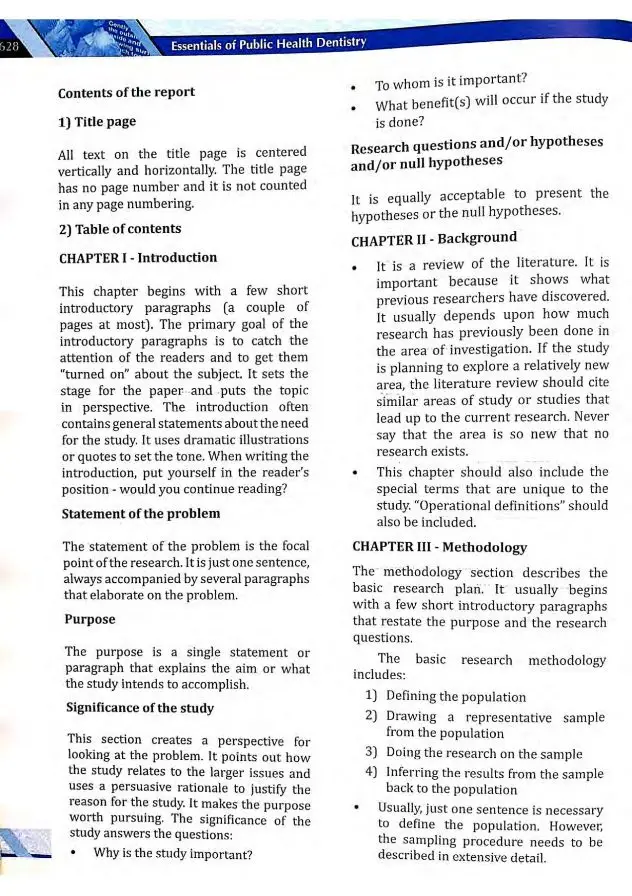 628
Essentials of Public Health Dentistry
Contents of the report
1) Title page
All text on the title page is centered
vertically and horizontally. The title page
has no page number and it is not counted
in any page numbering.
2) Table of contents
CHAPTER I - Introduction
This chapter begins with a few short
introductory paragraphs (a couple of
pages at most). The primary goal of the
introductory paragraphs is to catch the
attention of the readers and to get them
“turned on” about the subject. It sets the
stage for the paper and puts the topic
in perspective. The introduction often
contains general statements about the need
for the study. It uses dramatic illustrations
or quotes to set the tone. When writing the
introduction, put yourself in the reader's
position - would you continue reading?
Statement of the problem
The statement of the problem is the focal
point of the research. It is just one sentence,
always accompanied by several paragraphs
that elaborate on the problem.
Purpose
The purpose is a single statement or
paragraph that explains the aim or what
the study intends to accomplish.
Significance of the study
This section creates a perspective for
looking at the problem. It points out how
the study relates to the larger issues and
uses a persuasive rationale to justify the
reason for the study. It makes the purpose
worth pursuing. The significance of the
study answers the questions:
• Why is the study important?
• To whom is it important?
• What benefit(s) will occur if the study
is done?
Research questions and/or hypotheses
and/or null hypotheses
It is equally acceptable to present the
hypotheses or the null hypotheses.
CHAPTER II - Background
• It is a review of the literature. It is
important because it shows what
previous researchers have discovered.
It usually depends upon how much
research has previously been done in
the area of investigation. If the study
is planning to explore a relatively new
area, the literature review should cite
similar areas of study or studies that
lead up to the current research. Never
say that the area is so new that no
research exists.
• This chapter should also include the
special terms that are unique to the
study. “Operational definitions” should
also be included.
CHAPTER III - Methodology
The methodology section describes the
basic research plan. It usually begins
with a few short introductory paragraphs
that restate the purpose and the research
questions.
The basic research methodology
includes:
1) Defining the population
2) Drawing a representative sample
from the population
3) Doing the research on the sample
4) Inferring the results from the sample
back to the population
• Usually, just one sentence is necessary
to define the population. However,
the sampling procedure needs to be
described in extensive detail.